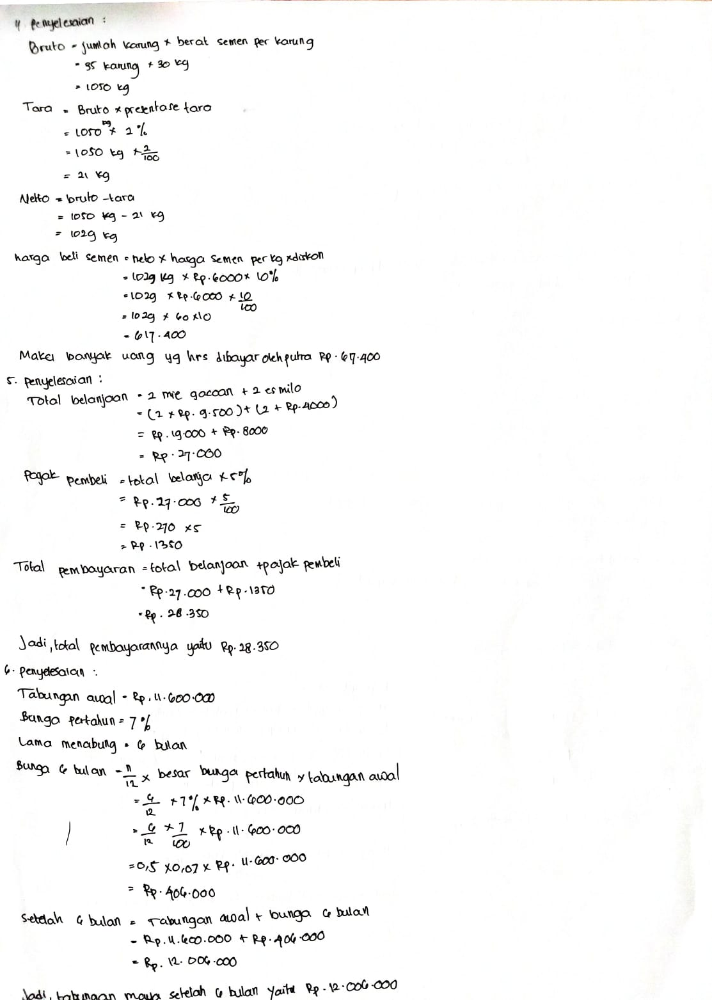 4. Penyelesaian :
Bruto = jumlah karung x berat semen per karung
= 35 karung x 30 kg
= 1050 kg
Tara = Bruto x presentase tara
= 1050 kg x 2 %
= 1050 kg x 2/100
= 21 kg
Netto = bruto - tara
= 1050 kg - 21 kg
= 1029 kg
harga beli semen = neto x harga semen per kg x diskon
= 1029 kg x Rp. 6000 x 10%
= 1029 x Rp. 6000 x 10/100
= 1029 x 60 x 10
= 617.400
Maka banyak uang yg hrs dibayar oleh putra Rp. 617.400
5. penyelesaian :
Total belanjaan = 2 mie gacoan + 2 es milo
= (2 x Rp. 9.500) + (2 + Rp. 4000)
= Rp. 19.000 + Rp. 8000
= Rp. 27.000
Pajak pembeli = total belanja x 5%
= Rp. 27.000 x 5/100
= Rp. 270 x 5
= Rp. 1350
Total pembayaran = total belanjaan + pajak pembeli
= Rp. 27.000 + Rp. 1350
= Rp. 28.350
Jadi, total pembayarannya yaitu Rp. 28.350
6. penyelesaian :
Tabungan awal = Rp. 11.600.000
Bunga pertahun = 7 %
Lama menabung = 6 bulan
Bunga 6 bulan = n/12 x besar bunga pertahun x tabungan awal
= 6/12 x 7% x Rp. 11.600.000
= 6/12 x 7/100 x Rp. 11.600.000
= 0,5 x 0,07 x Rp. 11.600.000
= Rp. 406.000
Setelah 6 bulan = Tabungan awal + bunga 6 bulan
= Rp. 11.600.000 + Rp. 406.000
= Rp. 12.006.000
Jadi, tabungan maya setelah 6 bulan yaitu Rp. 12.006.000